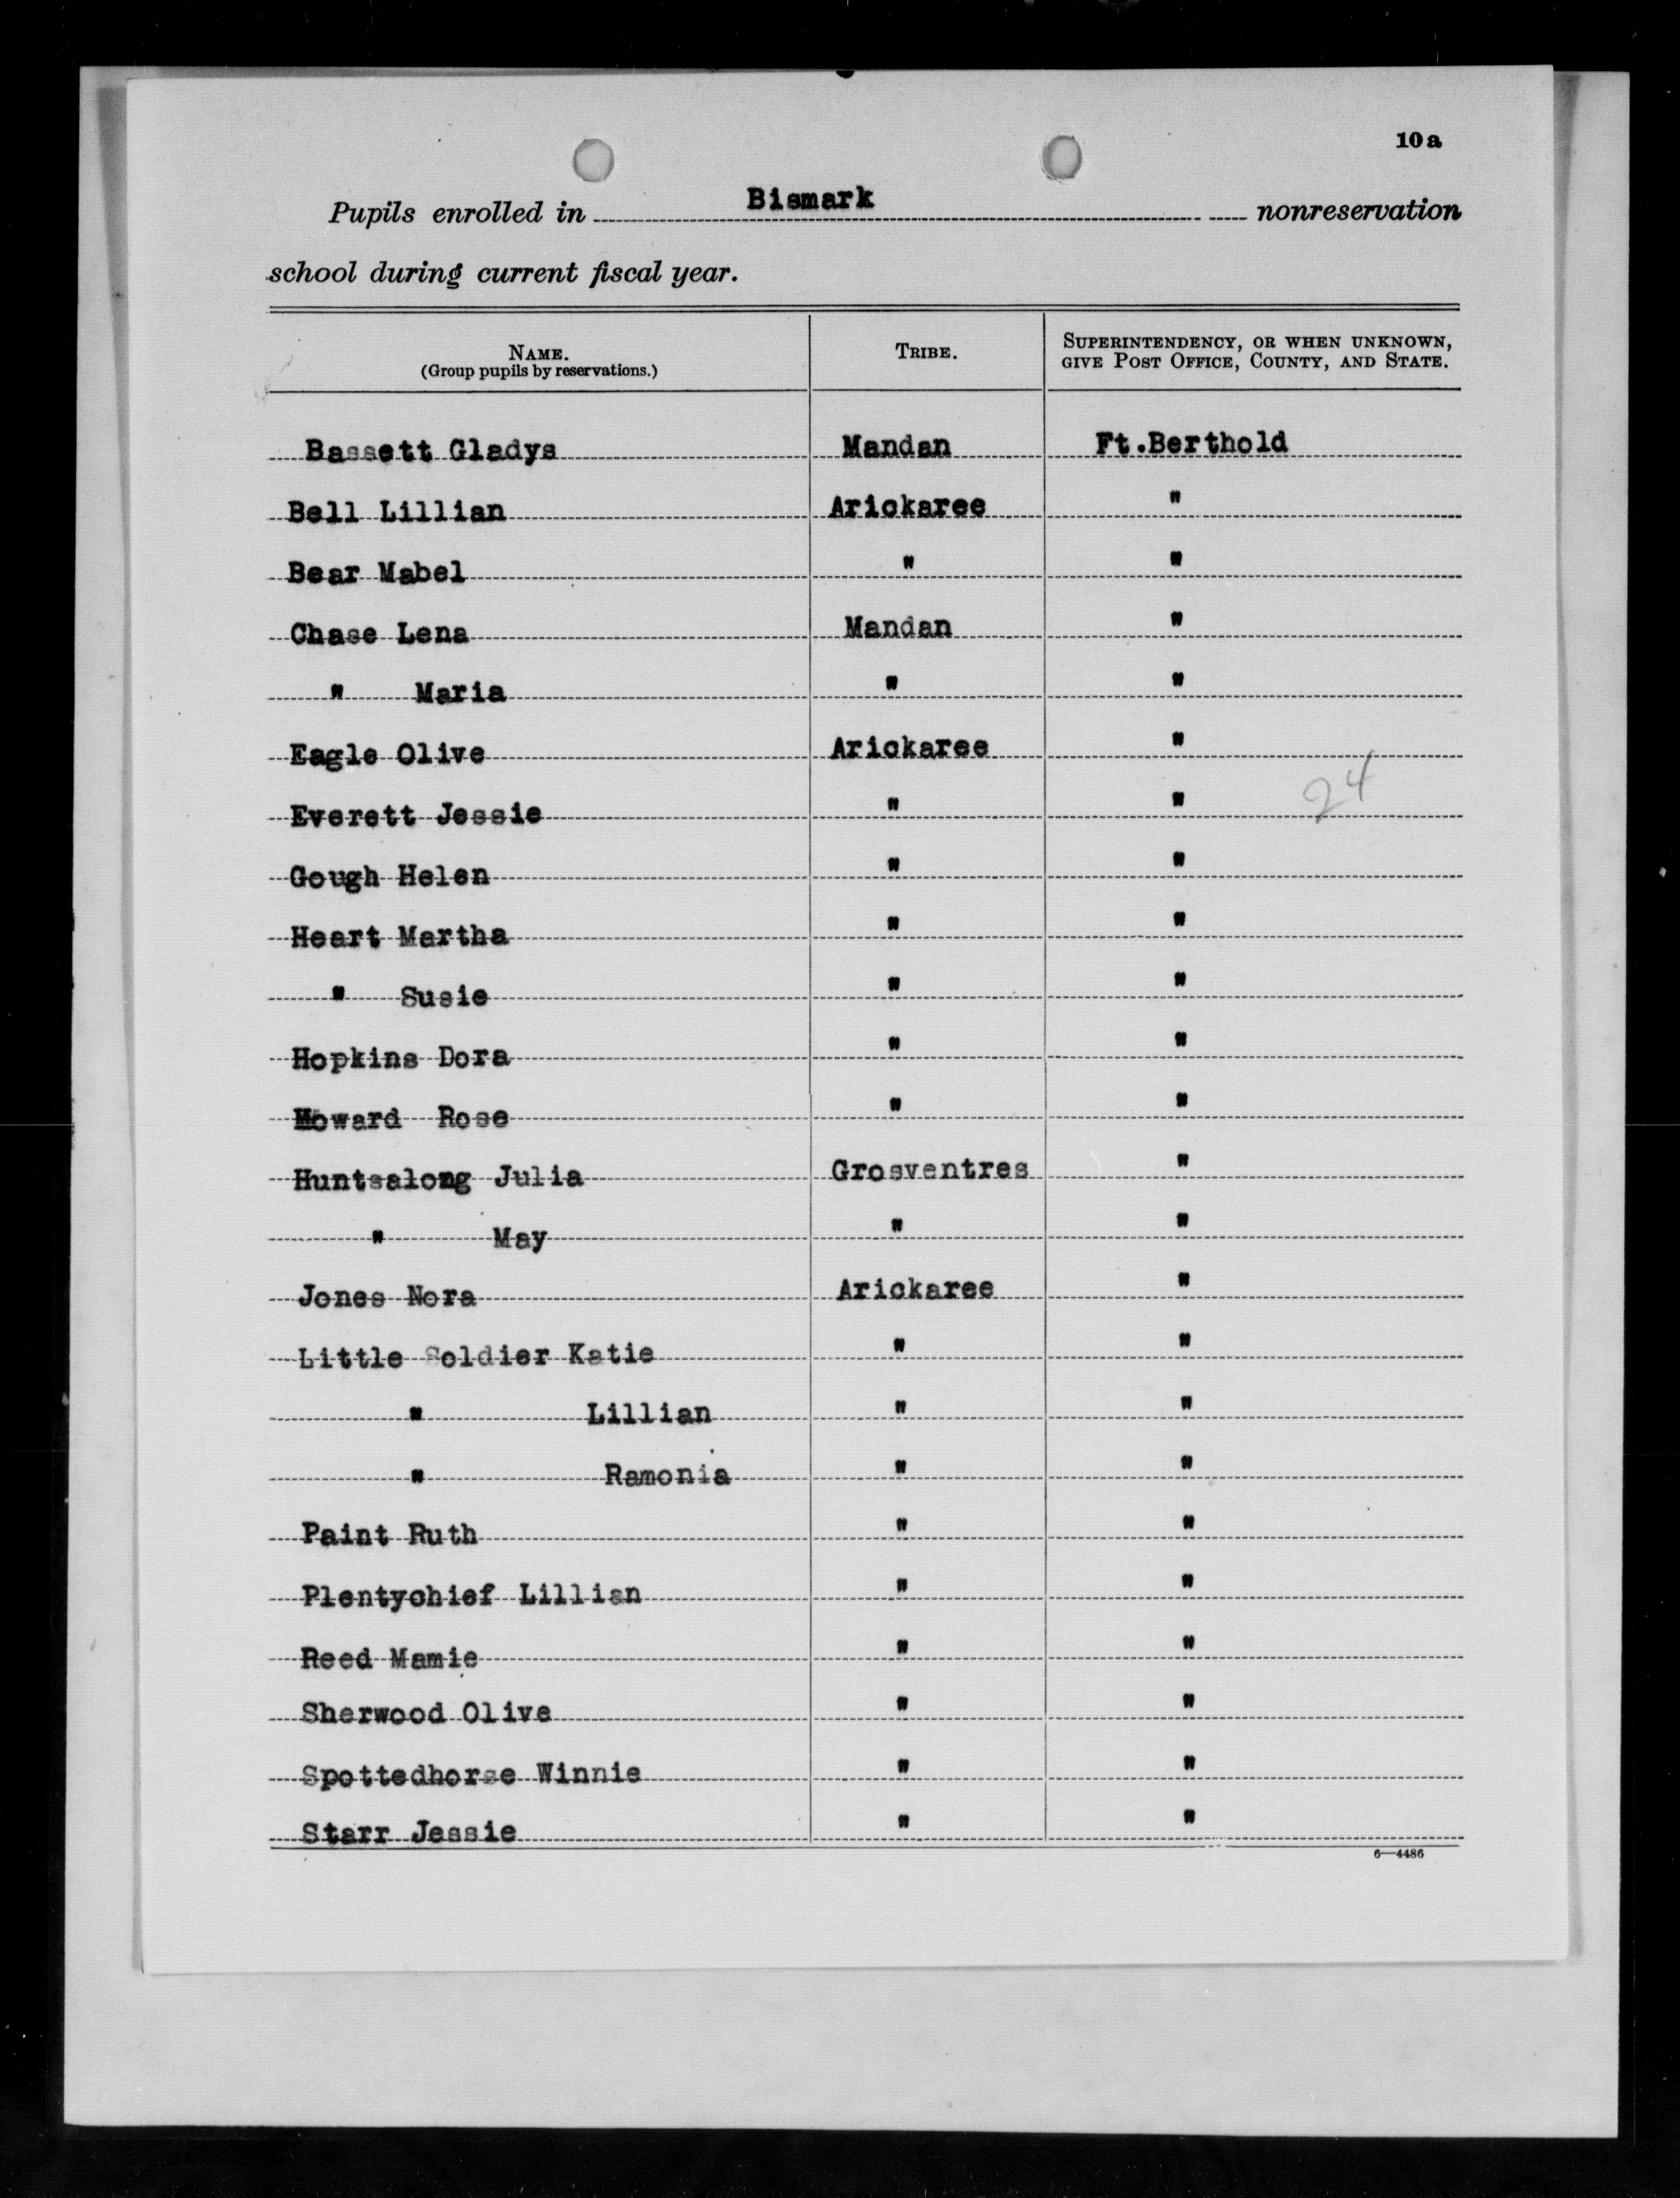 10a
Pupils enrolled in Bismark nonreservation
school during current fiscal year.
NAME. TRIBE. SUPERINTENDENCY, OR WHEN UNKNOWN,
(Group pupils by reservations.) GIVE POST OFFICE, COUNTY, AND STATE.
Bassett Gladys Mandan Ft.Berthold
Bell Lillian Arickaree "
Bear Mabel " "
Chase Lena Mandan "
" Maria " "
Eagle Olive Arickaree "
Everett Jessie " " 24
Gough Helen " "
Heart Martha " "
" Susie " "
Hopkins Dora " "
Howard Rose " "
Huntsalong Julia Grosventres "
" May " "
Jones Nora Arickaree "
Little Soldier Katie " "
" Lillian " "
" Ramonia " "
Paint Ruth " "
Plentychief Lillian " "
Reed Mamie " "
Sherwood Olive " "
Spottedhorse Winnie " "
Starr Jessie " "
6—4486